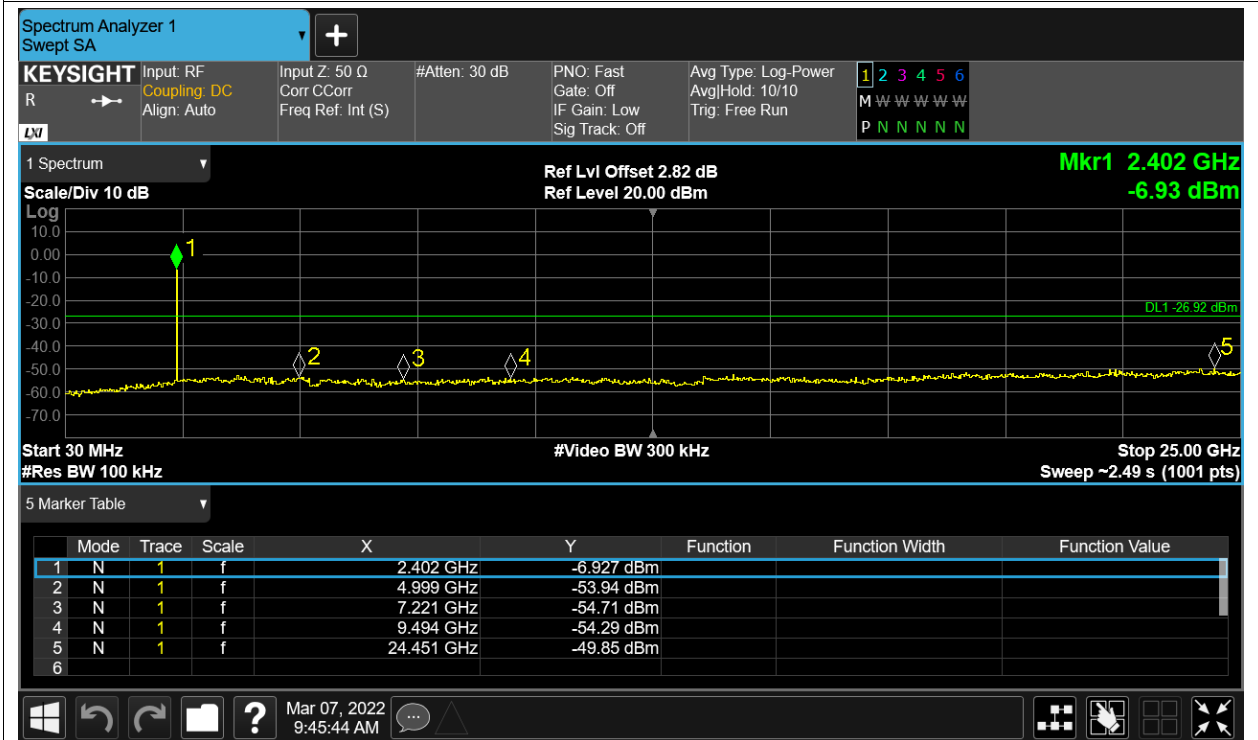 Spectrum Analyzer 1
Swept SA
+
KEYSIGHT
R
LXI
Input: RF
Coupling: DC
Align: Auto
Input Z: 50 Ω
Corr CCorr
Freq Ref: Int (S)
#Atten: 30 dB
PNO: Fast
Gate: Off
IF Gain: Low
Sig Track: Off
Avg Type: Log-Power
Avg|Hold: 10/10
Trig: Free Run
1 2 3 4 5 6
M W W W W W
P N N N N N
1 Spectrum
Scale/Div 10 dB
Ref Lvl Offset 2.82 dB
Ref Level 20.00 dBm
Mkr1 2.402 GHz
-6.93 dBm
Log
10.0
0.00
-10.0
-20.0
-30.0
-40.0
-50.0
-60.0
-70.0
1
2
3
4
5
DL1 -26.92 dBm
Start 30 MHz
#Res BW 100 kHz
#Video BW 300 kHz
Stop 25.00 GHz
Sweep ~2.49 s (1001 pts)
5 Marker Table
Mode Trace Scale X Y Function Function Width Function Value
1 N 1 f 2.402 GHz -6.927 dBm
2 N 1 f 4.999 GHz -53.94 dBm
3 N 1 f 7.221 GHz -54.71 dBm
4 N 1 f 9.494 GHz -54.29 dBm
5 N 1 f 24.451 GHz -49.85 dBm
6
?
Mar 07, 2022
9:45:44 AM